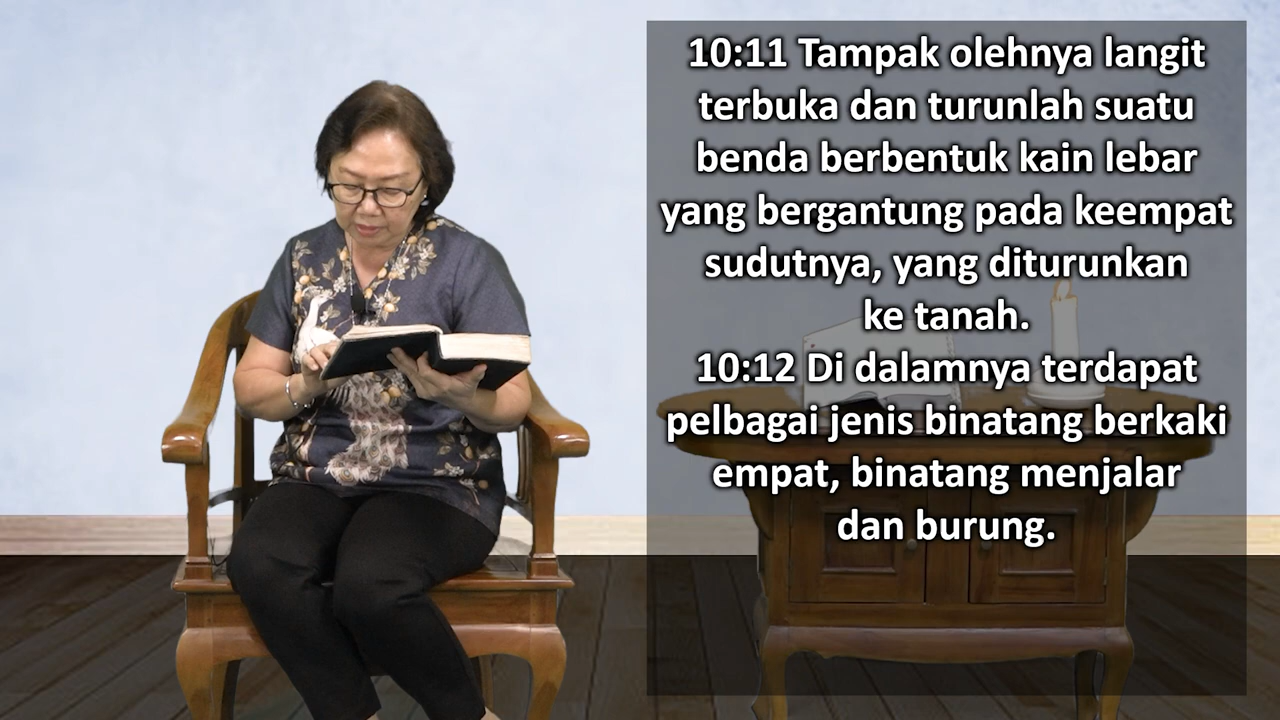 10:11 Tampak olehnya langit
terbuka dan turunlah suatu
benda berbentuk kain lebar
yang bergantung pada keempat
sudutnya, yang diturunkan
ke tanah.
10:12 Di dalamnya terdapat
pelbagai jenis binatang berkaki
empat, binatang menjalar
dan burung.